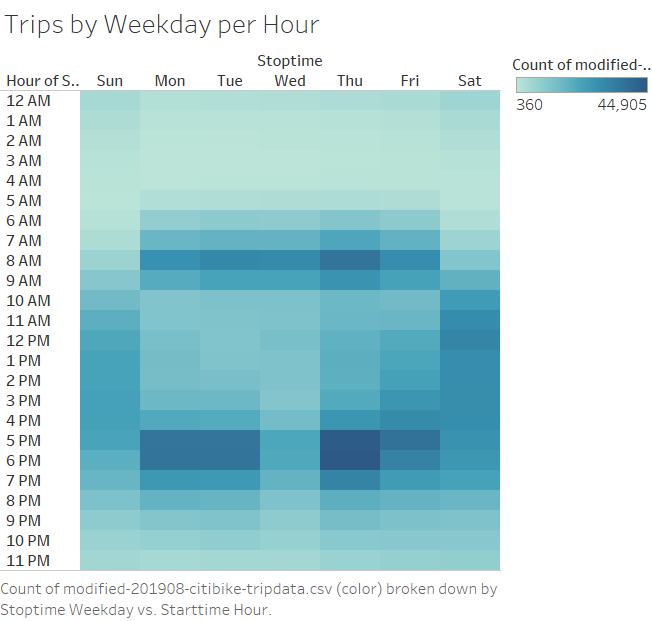 Trips by Weekday per Hour
Stoptime
Hour of S.. Sun Mon Tue Wed Thu Fri Sat
Count of modified-..
360 44,905
12 AM
1 AM
2 AM
3 AM
4 AM
5 AM
6 AM
7 AM
8 AM
9 AM
10 AM
11 AM
12 PM
1 PM
2 PM
3 PM
4 PM
5 PM
6 PM
7 PM
8 PM
9 PM
10 PM
11 PM
Count of modified-201908-citibike-tripdata.csv (color) broken down by
Stoptime Weekday vs. Starttime Hour.